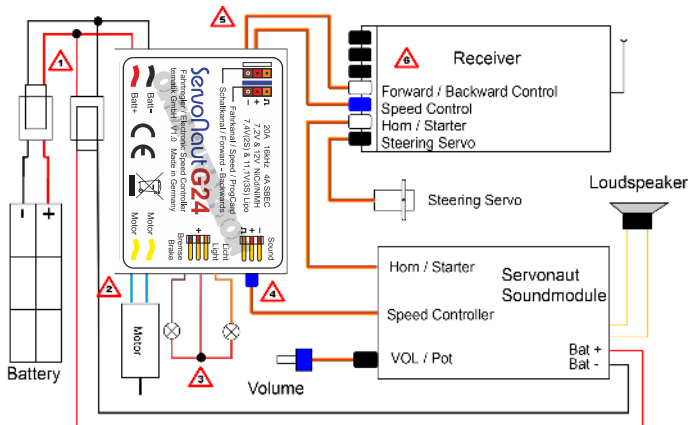 1
5
6
Receiver
Forward / Backward Control
Speed Control
Horn / Starter
Steering Servo
Batt+
Batt-
ServoNaut G24
Fahrtregler / Electronic Speed Controller
tematik GmbH V1.0 Made in Germany
20A 16kHz 4A SBEC
7,2V & 12V NiCd/NiMH
7,4V(2S) & 11,1V(3S) Lipo
Fahrkanal / Speed / ProgCard
Schaltkanal / Forward - Backwards
- +
CE
Motor
Motor
Bremse
Brake
+
Licht
Light
+ -
Sound
Steering Servo
Loudspeaker
- +
Battery
2
Motor
3
4
Horn / Starter
Servonaut
Soundmodule
Speed Controller
VOL / Pot
Volume
Bat +
Bat -